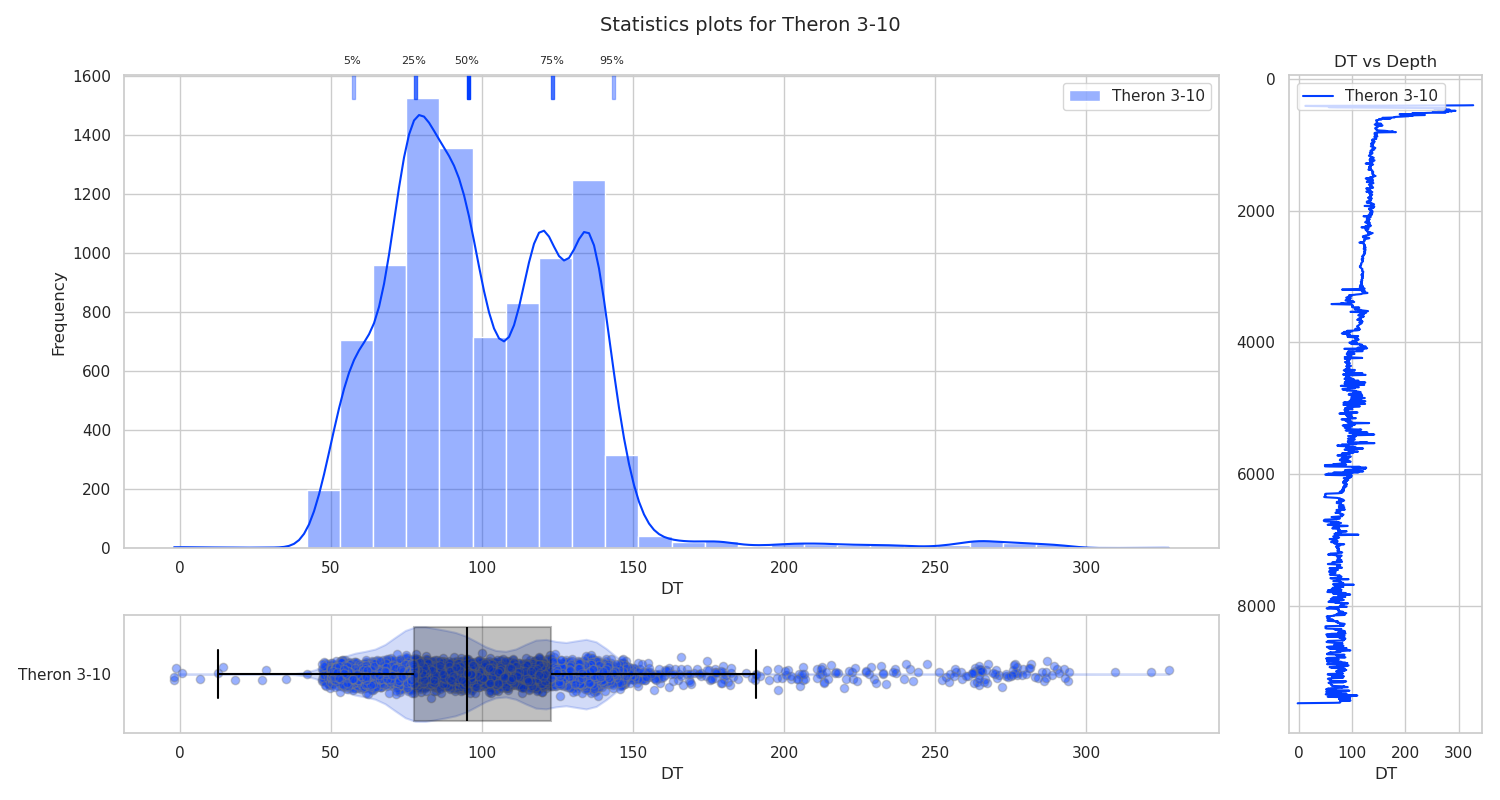 Statistics plots for Theron 3-10
5% 25% 50% 75% 95%
Theron 3-10
Frequency
1600
1400
1200
1000
800
600
400
200
0
0 50 100 150 200 250 300
DT
Theron 3-10
0 50 100 150 200 250 300
DT
DT vs Depth
Theron 3-10
0
2000
4000
6000
8000
0 100 200 300
DT